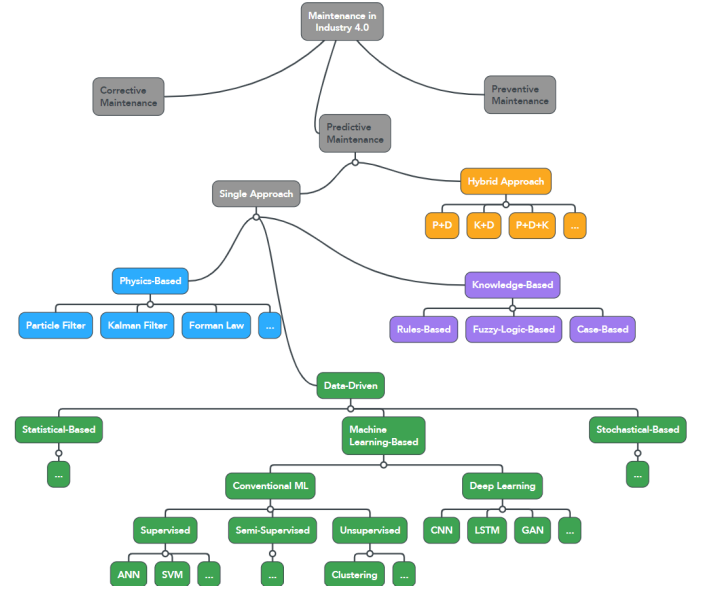 Maintenance in
Industry 4.0
Corrective
Maintenance
Preventive
Maintenance
Predictive
Maintenance
Single Approach
Hybrid Approach
P+D
K+D
P+D+K
...
Physics-Based
Knowledge-Based
Particle Filter
Kalman Filter
Forman Law
...
Rules-Based
Fuzzy-Logic-Based
Case-Based
Data-Driven
Statistical-Based
Machine
Learning-Based
Stochastical-Based
...
...
Conventional ML
Deep Learning
Supervised
Semi-Supervised
Unsupervised
CNN
LSTM
GAN
...
ANN
SVM
...
...
Clustering
...